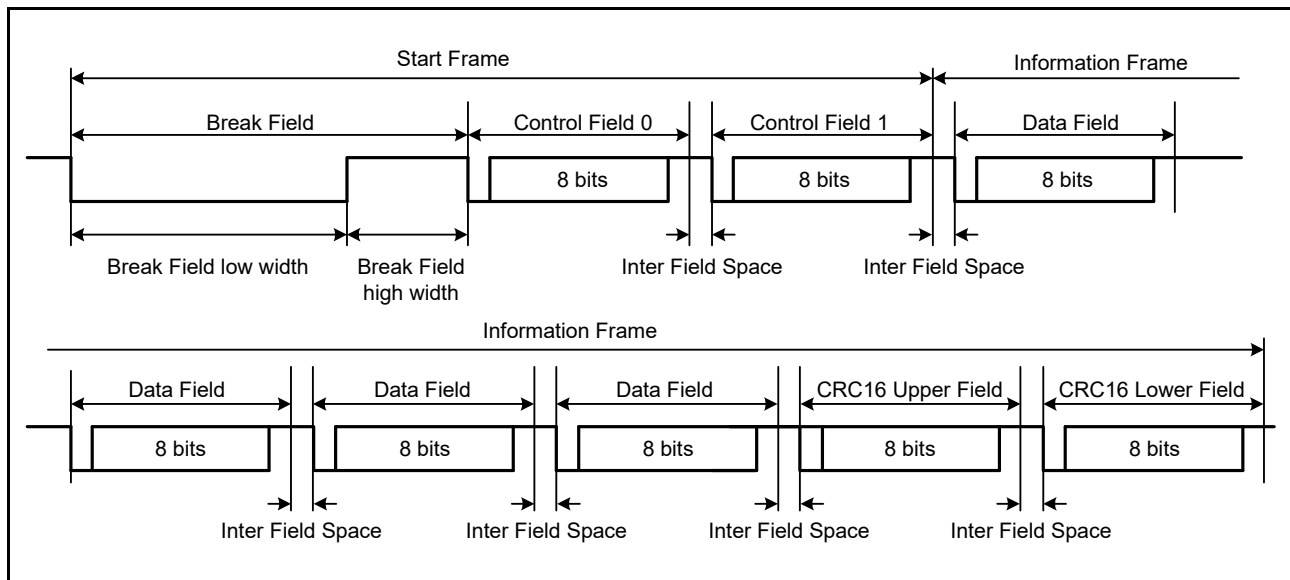 Start Frame
Information Frame
Break Field
Control Field 0
Control Field 1
Data Field
8 bits
8 bits
8 bits
Break Field low width
Break Field
high width
Inter Field Space
Inter Field Space
Information Frame
Data Field
Data Field
Data Field
CRC16 Upper Field
CRC16 Lower Field
8 bits
8 bits
8 bits
8 bits
8 bits
Inter Field Space
Inter Field Space
Inter Field Space
Inter Field Space